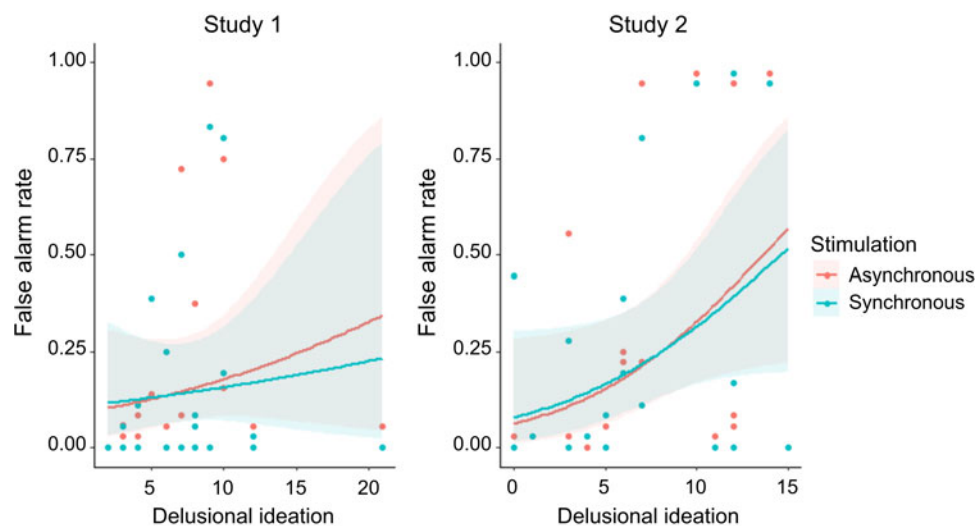 Study 1
Study 2
False alarm rate
1.00
0.75
0.50
0.25
0.00
5
10
15
20
Delusional ideation
False alarm rate
1.00
0.75
0.50
0.25
0.00
0
5
10
15
Delusional ideation
Stimulation
Asynchronous
Synchronous